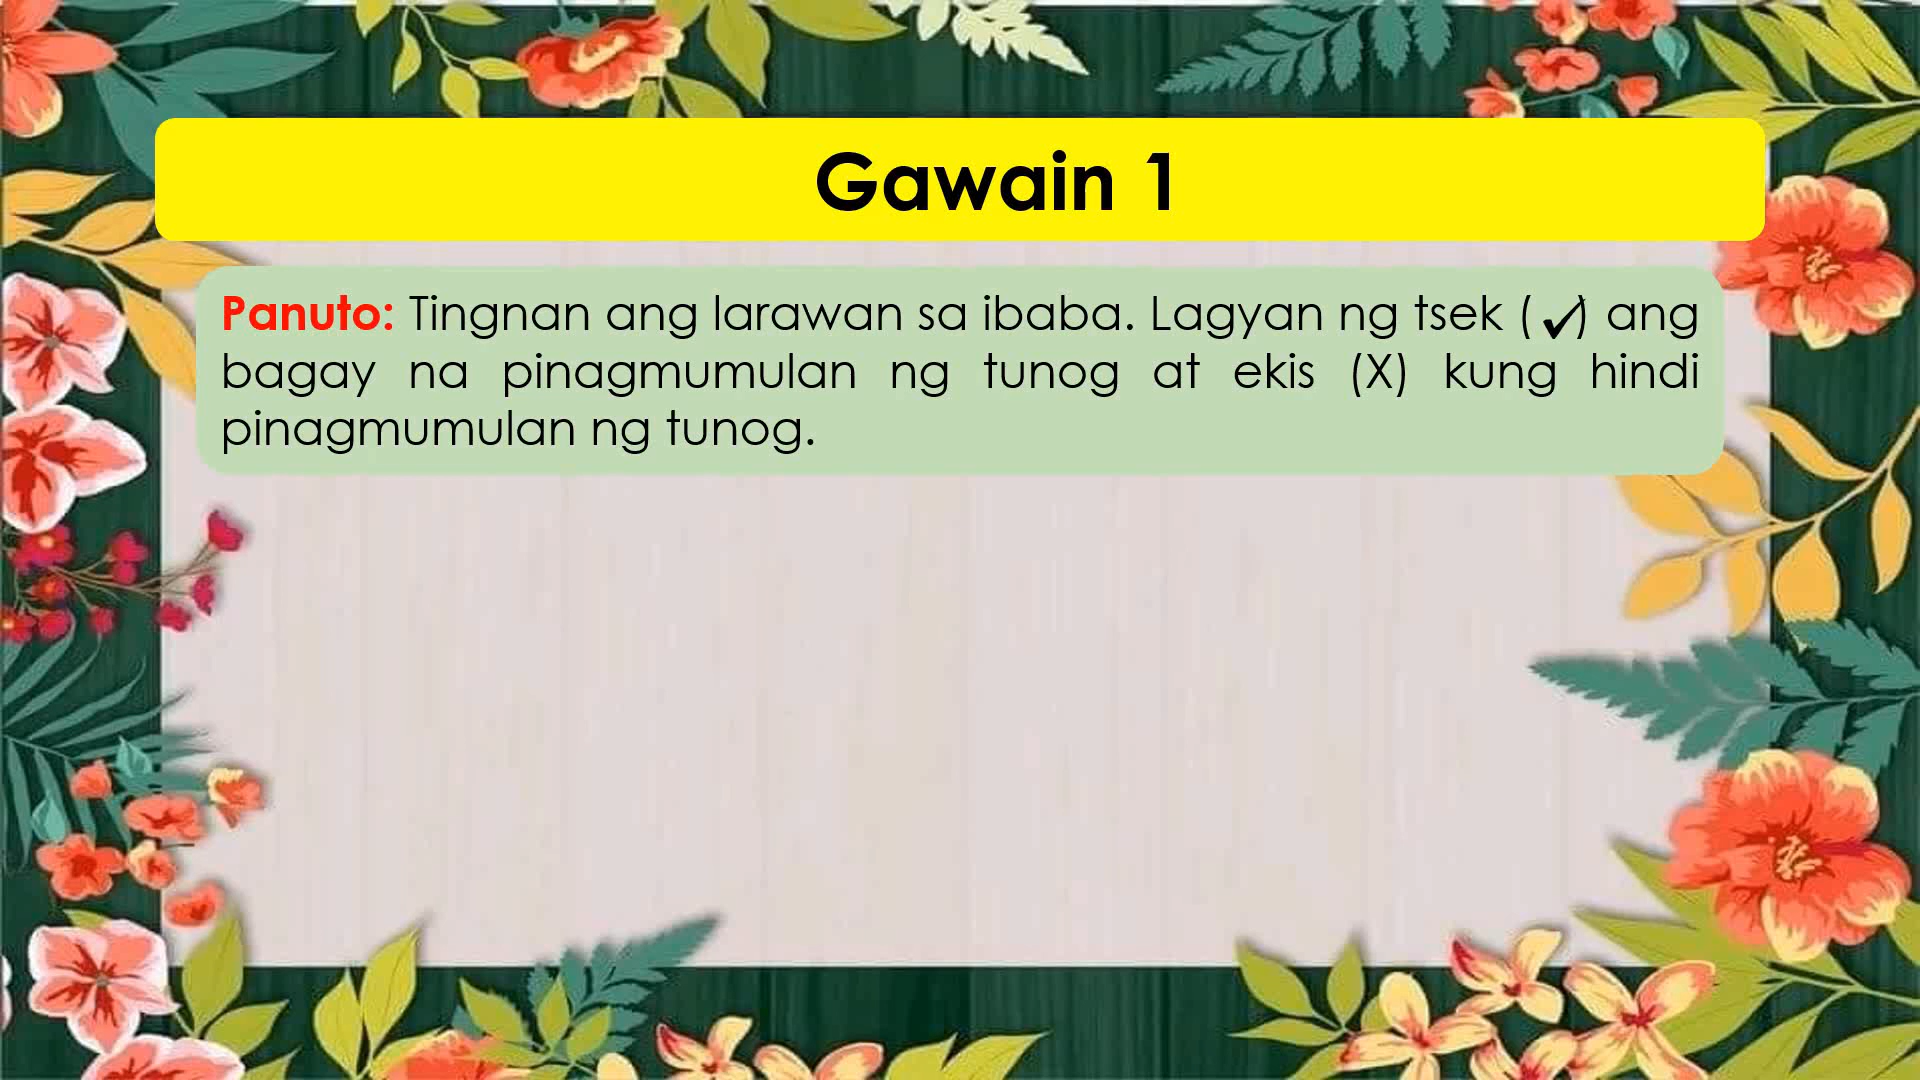 Gawain 1
Panuto: Tingnan ang larawan sa ibaba. Lagyan ng tsek (✓) ang
bagay na pinagmumulan ng tunog at ekis (X) kung hindi
pinagmumulan ng tunog.